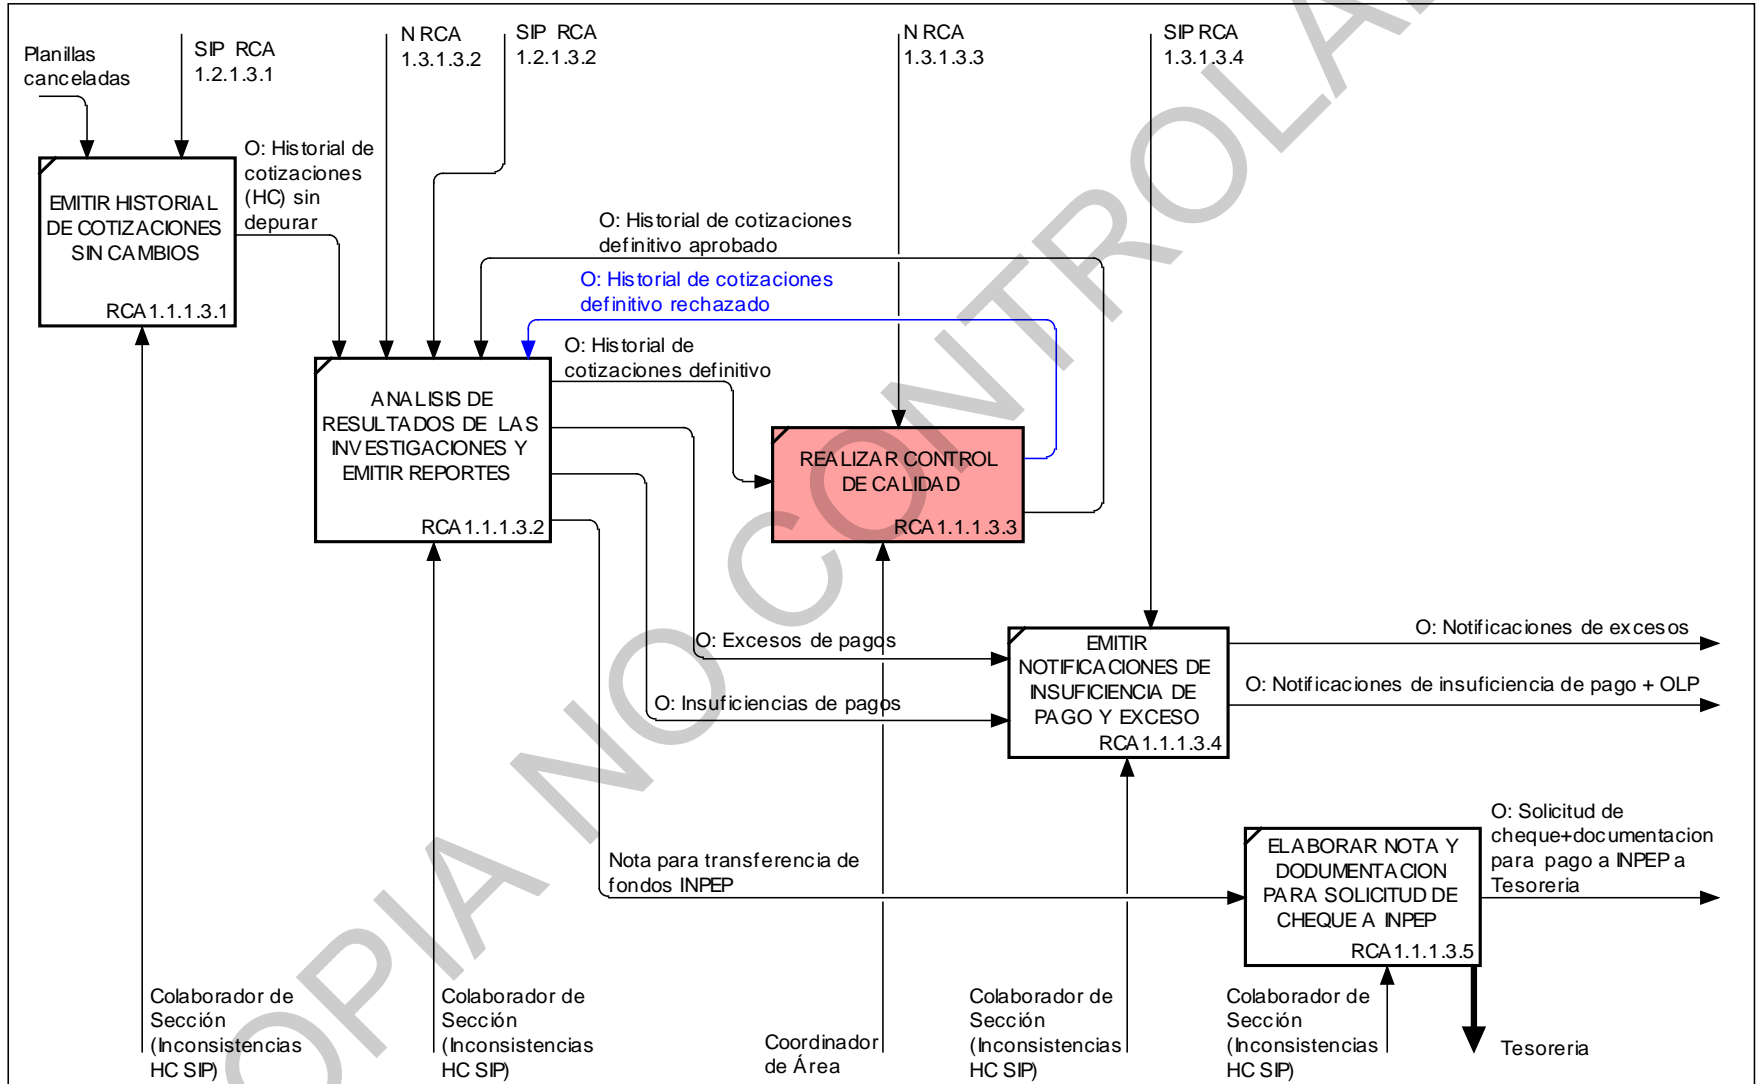 Planillas
canceladas
SIP RCA
1.2.1.3.1
N RCA
1.3.1.3.2
SIP RCA
1.2.1.3.2
N RCA
1.3.1.3.3
SIP RCA
1.3.1.3.4
EMITIR HISTORIAL
DE COTIZACIONES
SIN CAMBIOS
RCA 1.1.1.3.1
O: Historial de
cotizaciones
(HC) sin
depurar
O: Historial de cotizaciones
definitivo aprobado
O: Historial de cotizaciones
definitivo rechazado
O: Historial de
cotizaciones definitivo
ANALISIS DE
RESULTADOS DE LAS
INVESTIGACIONES Y
EMITIR REPORTES
RCA 1.1.1.3.2
REALIZAR CONTROL
DE CALIDAD
RCA 1.1.1.3.3
O: Excesos de pagos
O: Insuficiencias de pagos
EMITIR
NOTIFICACIONES DE
INSUFICIENCIA DE
PAGO Y EXCESO
RCA 1.1.1.3.4
O: Notificaciones de excesos
O: Notificaciones de insuficiencia de pago + OLP
Nota para transferencia de
fondos INPEP
ELABORAR NOTA Y
DODUMENTACION
PARA SOLICITUD DE
CHEQUE A INPEP
RCA 1.1.1.3.5
O: Solicitud de
cheque+documentacion
para pago a INPEP a
Tesoreria
Colaborador de
Sección
(Inconsistencias
HC SIP)
Colaborador de
Sección
(Inconsistencias
HC SIP)
Coordinador
de Área
Colaborador de
Sección
(Inconsistencias
HC SIP)
Colaborador de
Sección
(Inconsistencias
HC SIP)
Tesoreria
OPIA NO CONTROLA